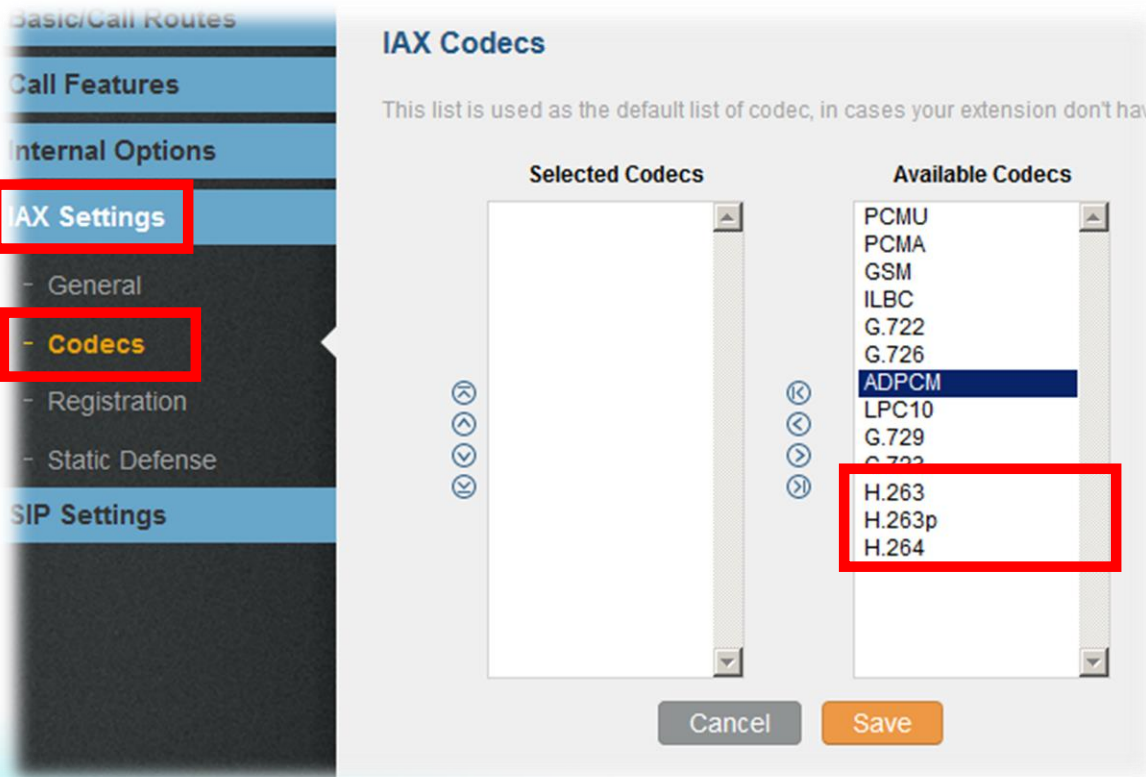 Basic/Call Routes
Call Features
Internal Options
IAX Settings
- General
- Codecs
- Registration
- Static Defense
SIP Settings
IAX Codecs
This list is used as the default list of codec, in cases your extension don't
Selected Codecs
Available Codecs
PCMU
PCMA
GSM
ILBC
G.722
G.726
ADPCM
LPC10
G.729
G.723
H.263
H.263p
H.264
Cancel
Save